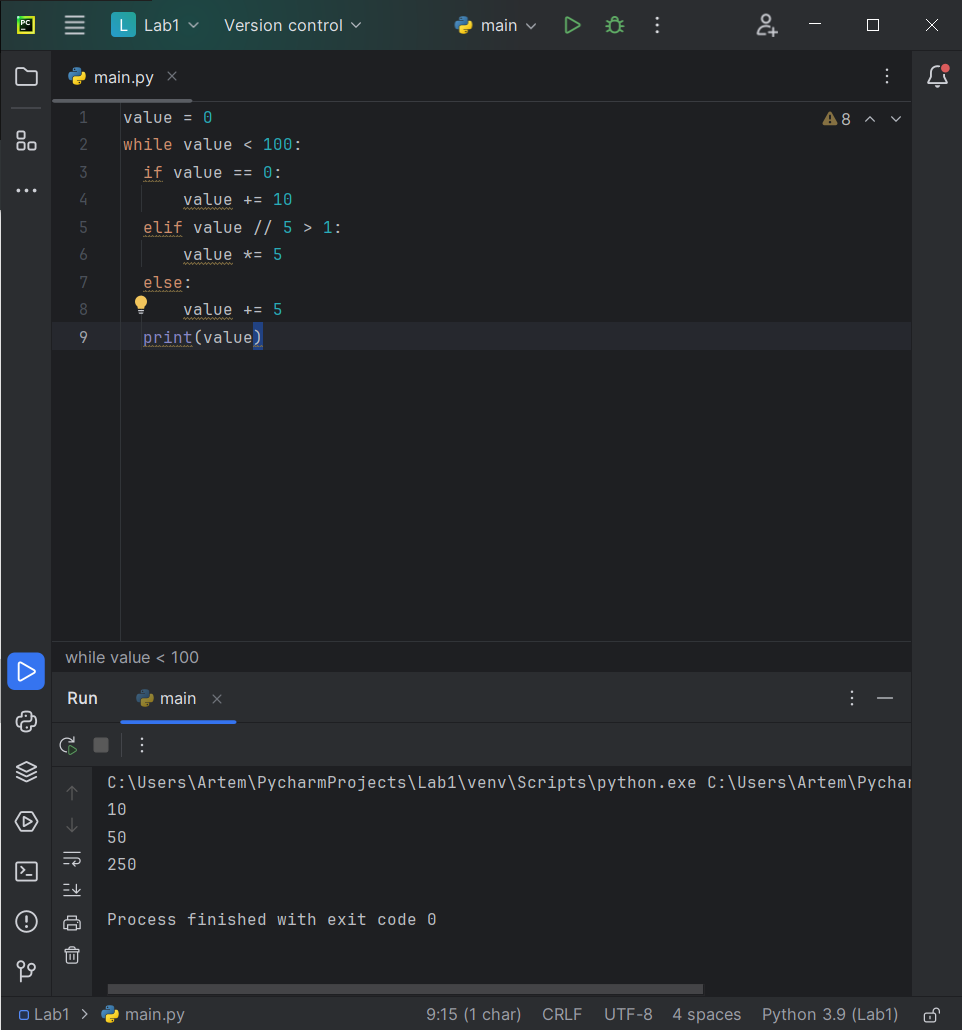 PC
L Lab1 Version control main
main.py
8
1 value = 0
2 while value < 100:
3 if value == 0:
4 value += 10
5 elif value // 5 > 1:
6 value *= 5
7 else:
8 value += 5
9 print(value)
while value < 100
Run main
C:\Users\Artem\PycharmProjects\Lab1\venv\Scripts\python.exe C:\Users\Artem\Pychar
10
50
250
Process finished with exit code 0
Lab1 > main.py 9:15 (1 char) CRLF UTF-8 4 spaces Python 3.9 (Lab1)